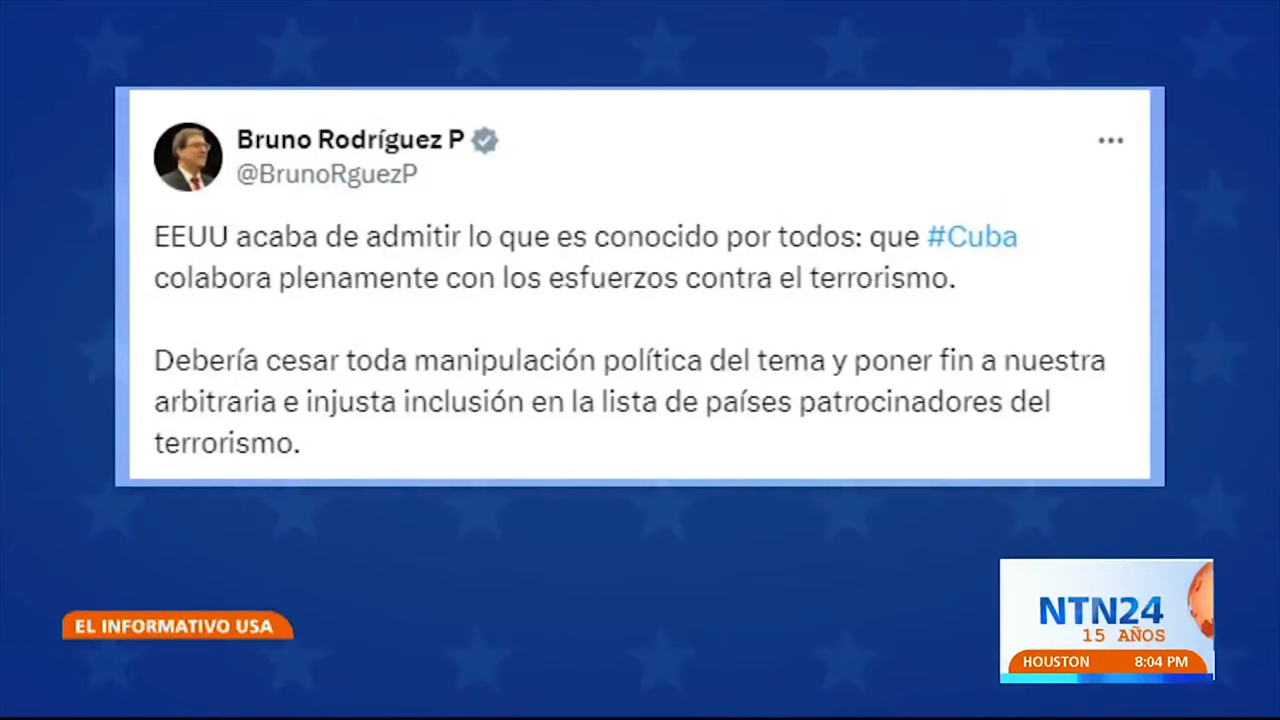 Bruno Rodríguez P
@BrunoRguezP
EEUU acaba de admitir lo que es conocido por todos: que #Cuba
colabora plenamente con los esfuerzos contra el terrorismo.
Debería cesar toda manipulación política del tema y poner fin a nuestra
arbitraria e injusta inclusión en la lista de países patrocinadores del
terrorismo.
EL INFORMATIVO USA
NTN24
15 AÑOS
HOUSTON 8:04 PM